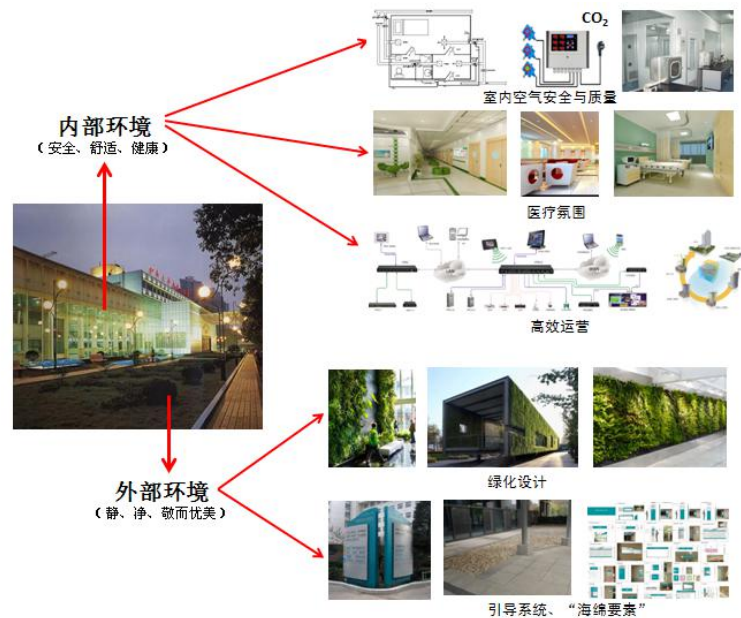 CO₂
室内空气安全与质量
内部环境
（安全、舒适、健康）
医疗氛围
高效运营
绿化设计
外部环境
（静、净、敬而忧美）
引导系统、“海绵要素”